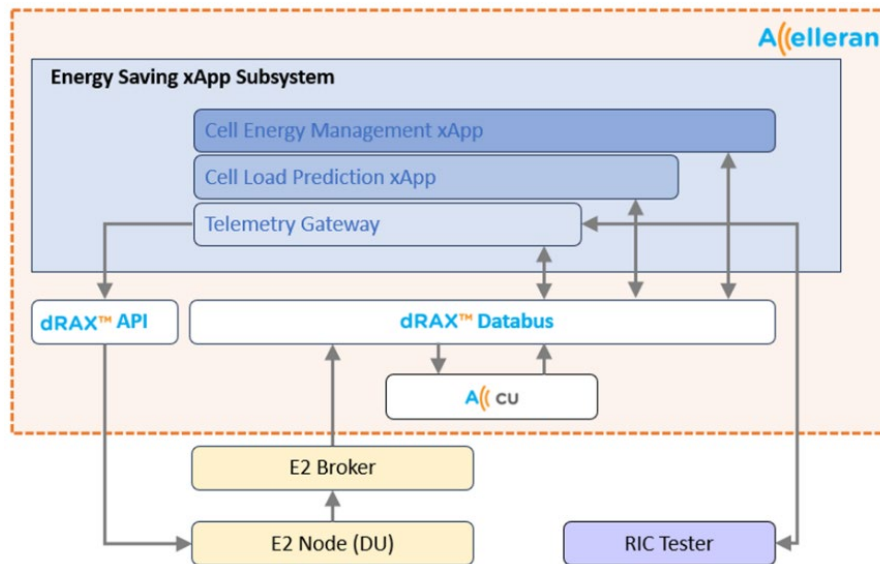 A((elleran
Energy Saving xApp Subsystem
Cell Energy Management xApp
Cell Load Prediction xApp
Telemetry Gateway
dRAX™ API
dRAX™ Databus
A(( CU
E2 Broker
E2 Node (DU)
RIC Tester